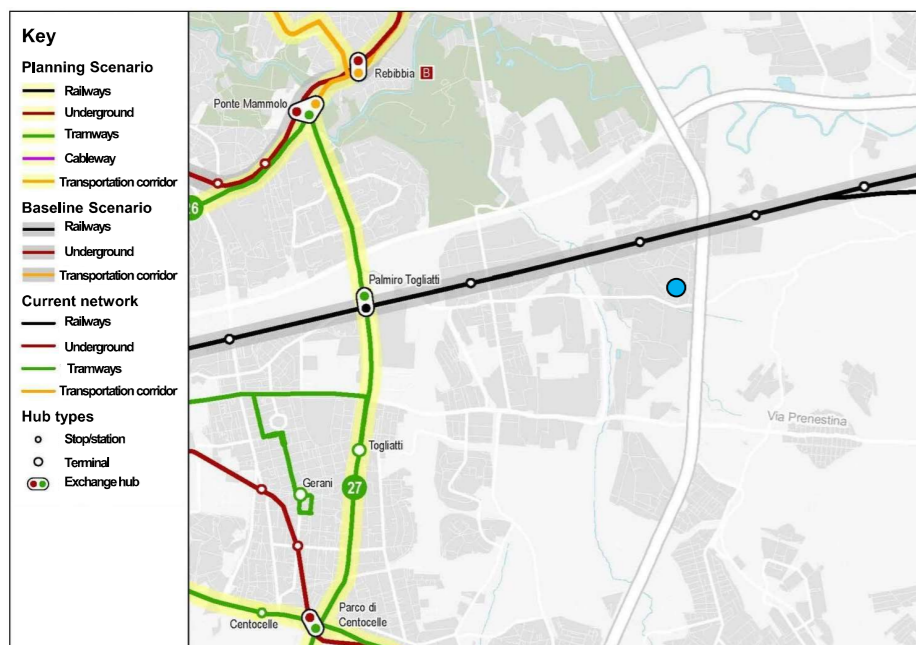 Key
Planning Scenario
Railways
Underground
Tramways
Cableway
Transportation corridor
Baseline Scenario
Railways
Underground
Transportation corridor
Current network
Railways
Underground
Tramways
Transportation corridor
Hub types
Stop/station
Terminal
Exchange hub
Rebibbia B
Ponte Mammolo
Palmiro Togliatti
Via Prenestina
Togliatti
Gerani
27
Parco di
Centocelle
Centocelle